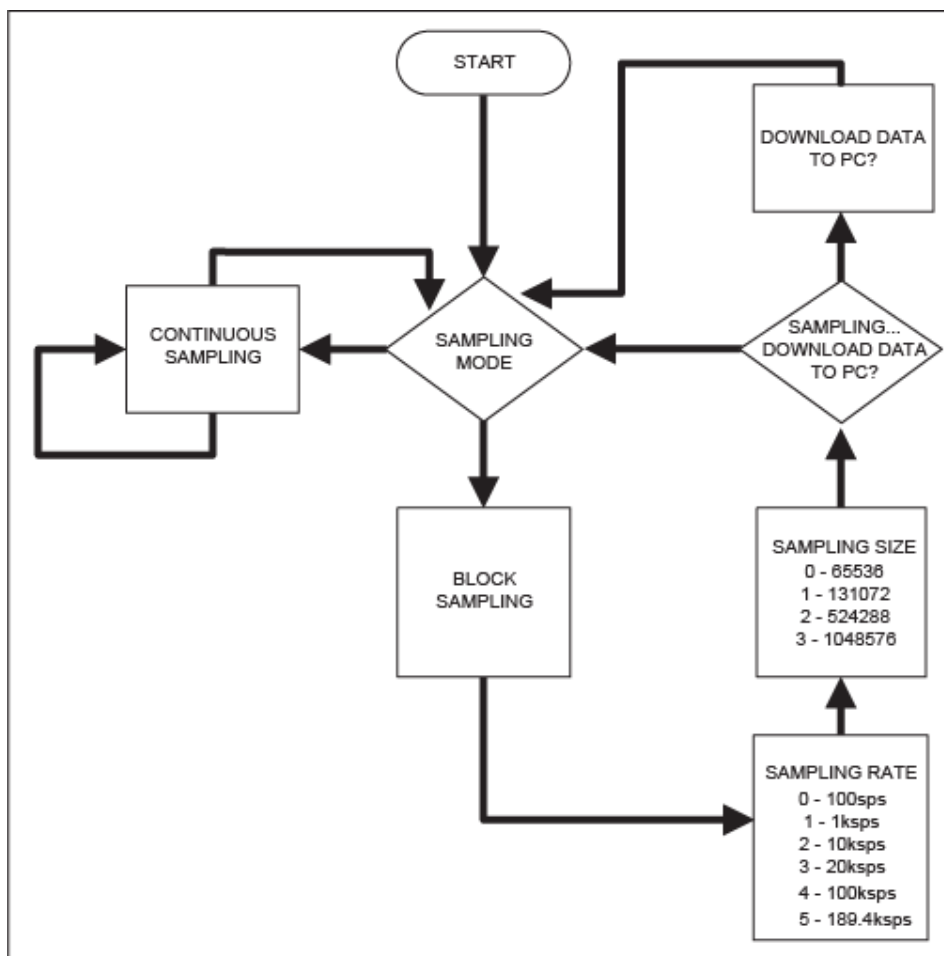 START
DOWNLOAD DATA
TO PC?
CONTINUOUS
SAMPLING
SAMPLING
MODE
SAMPLING...
DOWNLOAD DATA
TO PC?
BLOCK
SAMPLING
SAMPLING SIZE
0 - 65536
1 - 131072
2 - 524288
3 - 1048576
SAMPLING RATE
0 - 100sps
1 - 1ksps
2 - 10ksps
3 - 20ksps
4 - 100ksps
5 - 189.4ksps